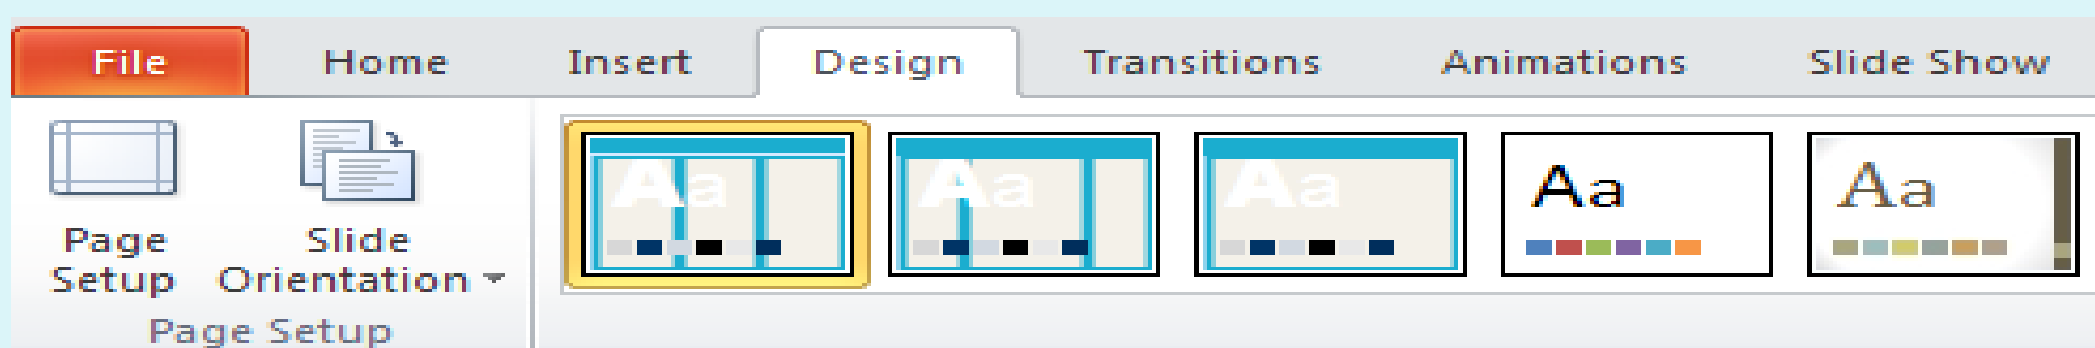 File Home Insert Design Transitions Animations Slide Show
Page Setup
Slide Orientation
Aa Aa Aa Aa Aa
Page Setup